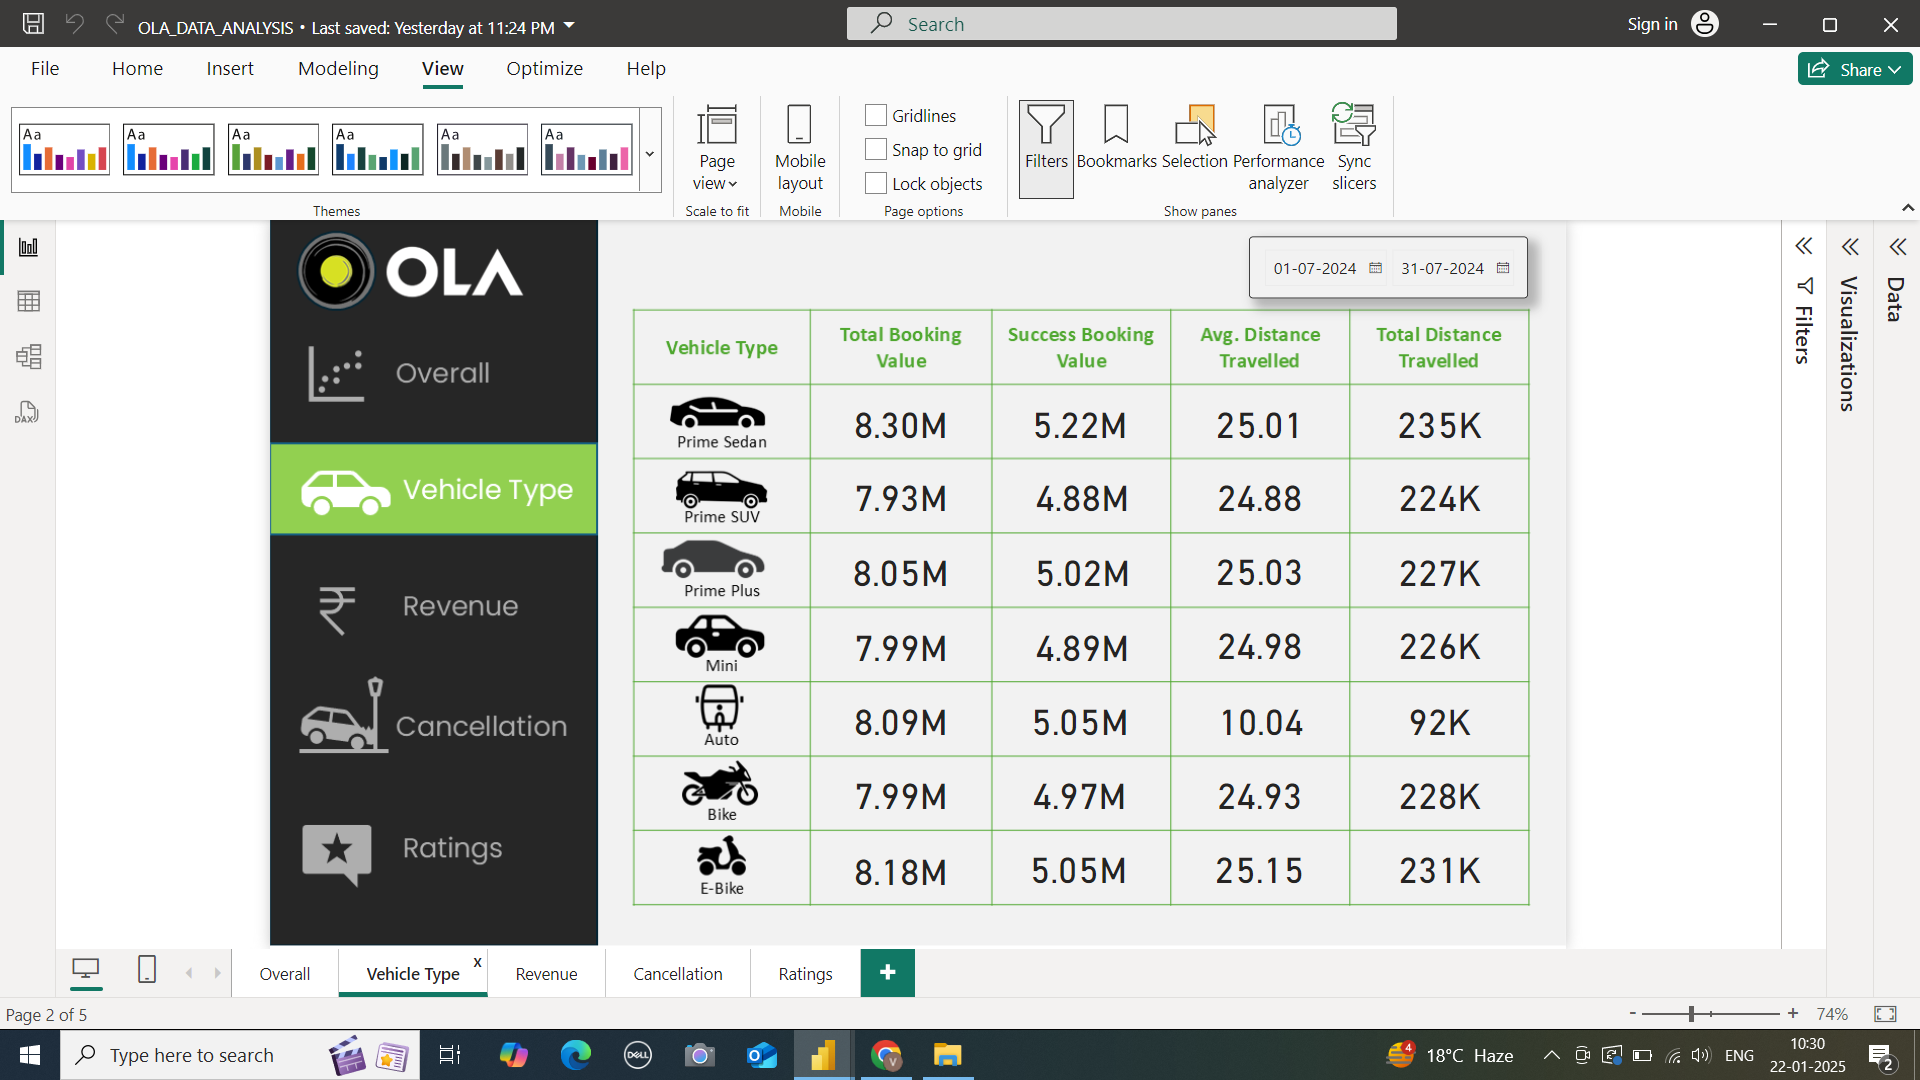 OLA_DATA_ANALYSIS • Last saved: Yesterday at 11:24 PM
Search
Sign in
File Home Insert Modeling View Optimize Help
Share
Aa Aa Aa Aa Aa Aa
Page view
Mobile layout
Gridlines
Snap to grid
Lock objects
Filters
Bookmarks
Selection
Performance analyzer
Sync slicers
Themes
Scale to fit
Mobile
Page options
Show panes
DAX
OLA
Overall
Vehicle Type
₹ Revenue
Cancellation
Ratings
01-07-2024 31-07-2024
Vehicle Type Total Booking Value Success Booking Value Avg. Distance Travelled Total Distance Travelled
Prime Sedan 8.30M 5.22M 25.01 235K
Prime SUV 7.93M 4.88M 24.88 224K
Prime Plus 8.05M 5.02M 25.03 227K
Mini 7.99M 4.89M 24.98 226K
Auto 8.09M 5.05M 10.04 92K
Bike 7.99M 4.97M 24.93 228K
E-Bike 8.18M 5.05M 25.15 231K
Filters
Visualizations
Data
Overall Vehicle Type x Revenue Cancellation Ratings +
Page 2 of 5
- + 74%
Type here to search
DELL
V
4
18°C Haze
ENG
10:30
22-01-2025
2